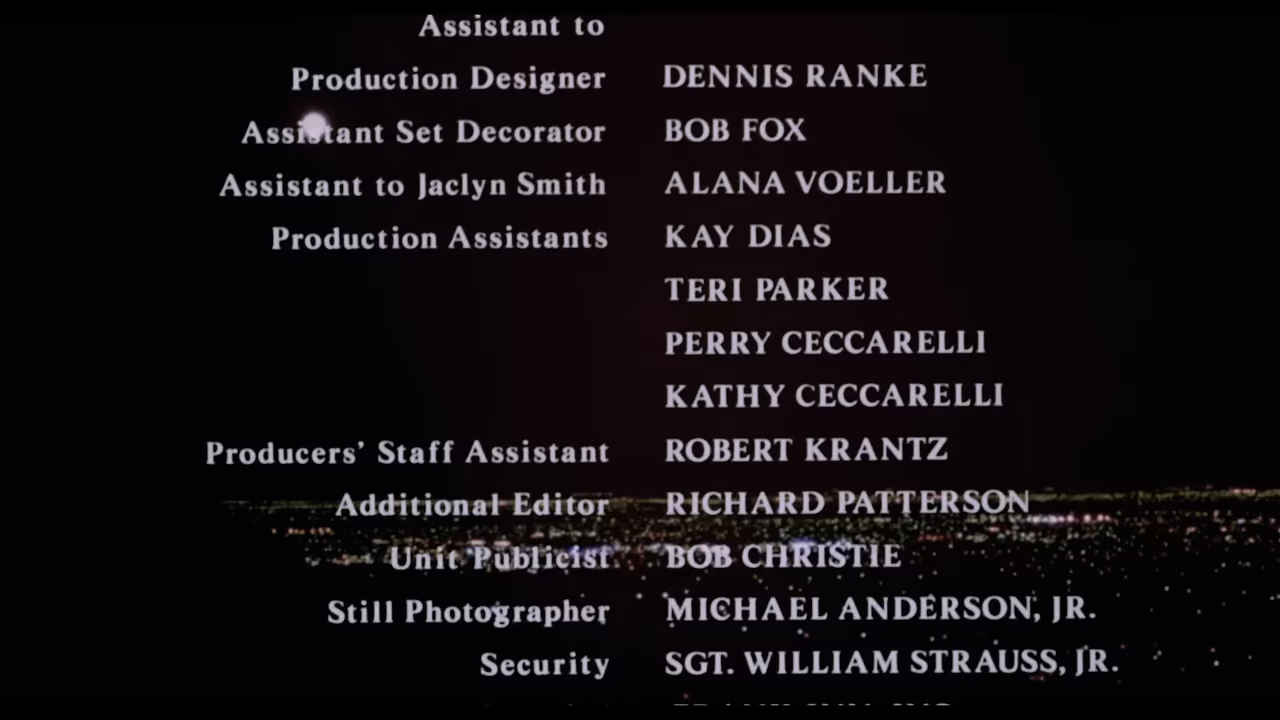 Assistant to
Production Designer DENNIS RANKE
Assistant Set Decorator BOB FOX
Assistant to Jaclyn Smith ALANA VOELLER
Production Assistants KAY DIAS
TERI PARKER
PERRY CECCARELLI
KATHY CECCARELLI
Producers' Staff Assistant ROBERT KRANTZ
Additional Editor RICHARD PATTERSON
Unit Publicist BOB CHRISTIE
Still Photographer MICHAEL ANDERSON, JR.
Security SGT. WILLIAM STRAUSS, JR.